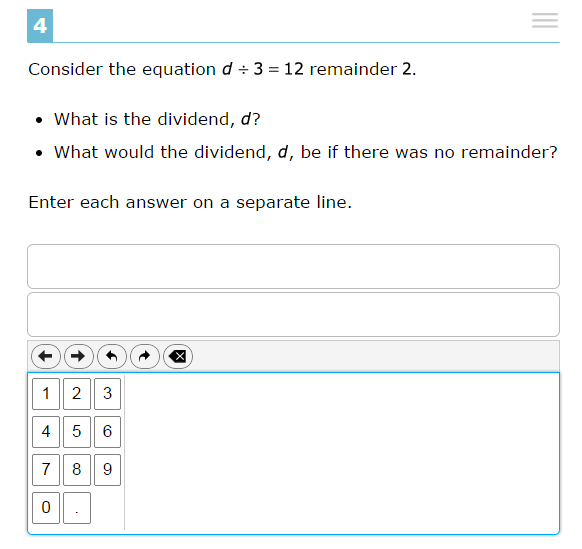 4
Consider the equation d ÷ 3 = 12 remainder 2.
• What is the dividend, d?
• What would the dividend, d, be if there was no remainder?
Enter each answer on a separate line.
1 2 3
4 5 6
7 8 9
0 .